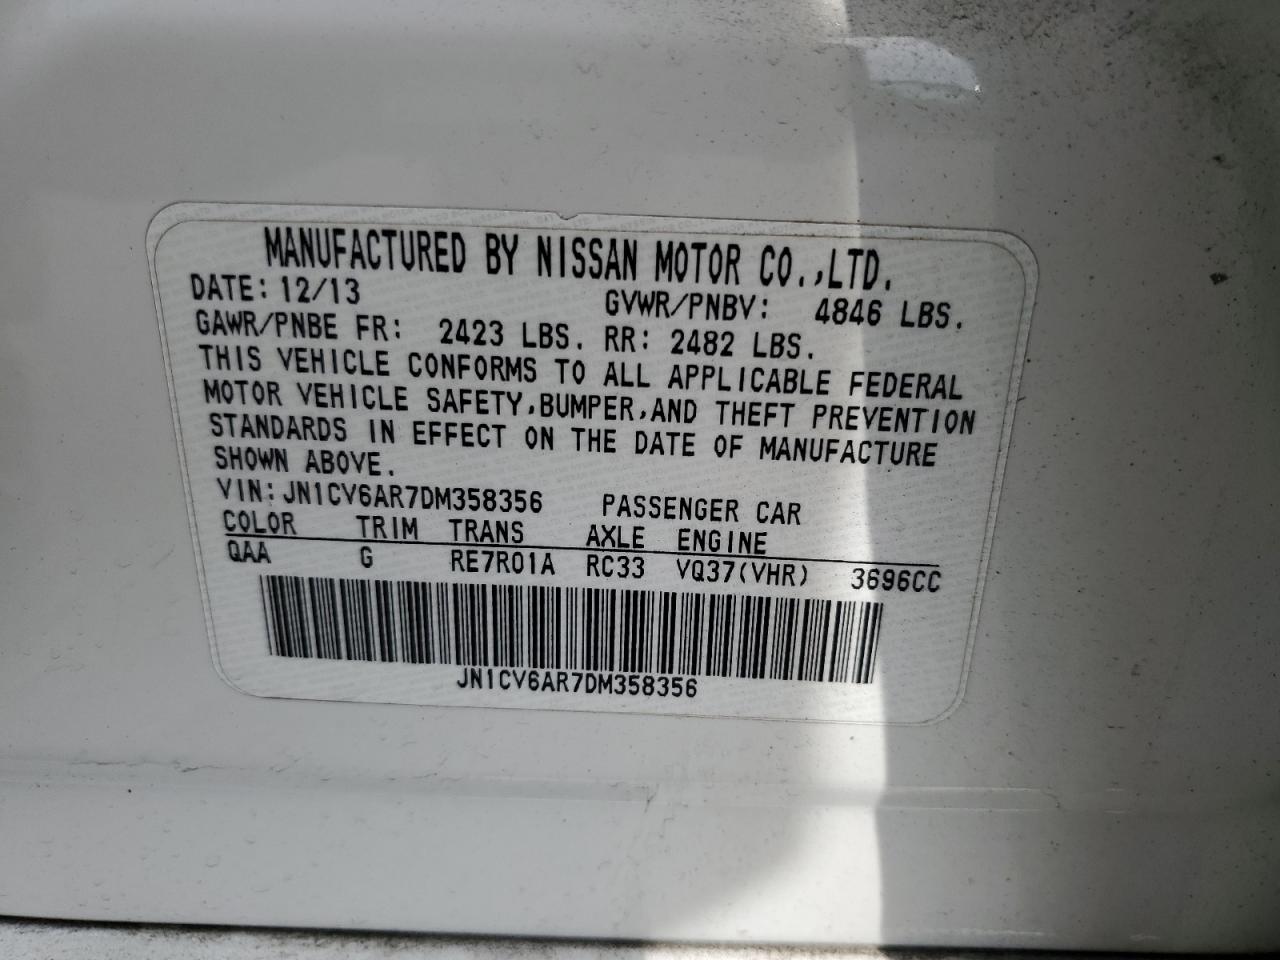 MANUFACTURED BY NISSAN MOTOR CO.,LTD.
DATE: 12/13 GVWR/PNBV: 4846 LBS.
GAWR/PNBE FR: 2423 LBS. RR: 2482 LBS.
THIS VEHICLE CONFORMS TO ALL APPLICABLE FEDERAL
MOTOR VEHICLE SAFETY,BUMPER,AND THEFT PREVENTION
STANDARDS IN EFFECT ON THE DATE OF MANUFACTURE
SHOWN ABOVE.
VIN: JN1CV6AR7DM358356 PASSENGER CAR
COLOR TRIM TRANS AXLE ENGINE
QAA G RE7R01A RC33 VQ37(VHR) 3696CC
JN1CV6AR7DM358356